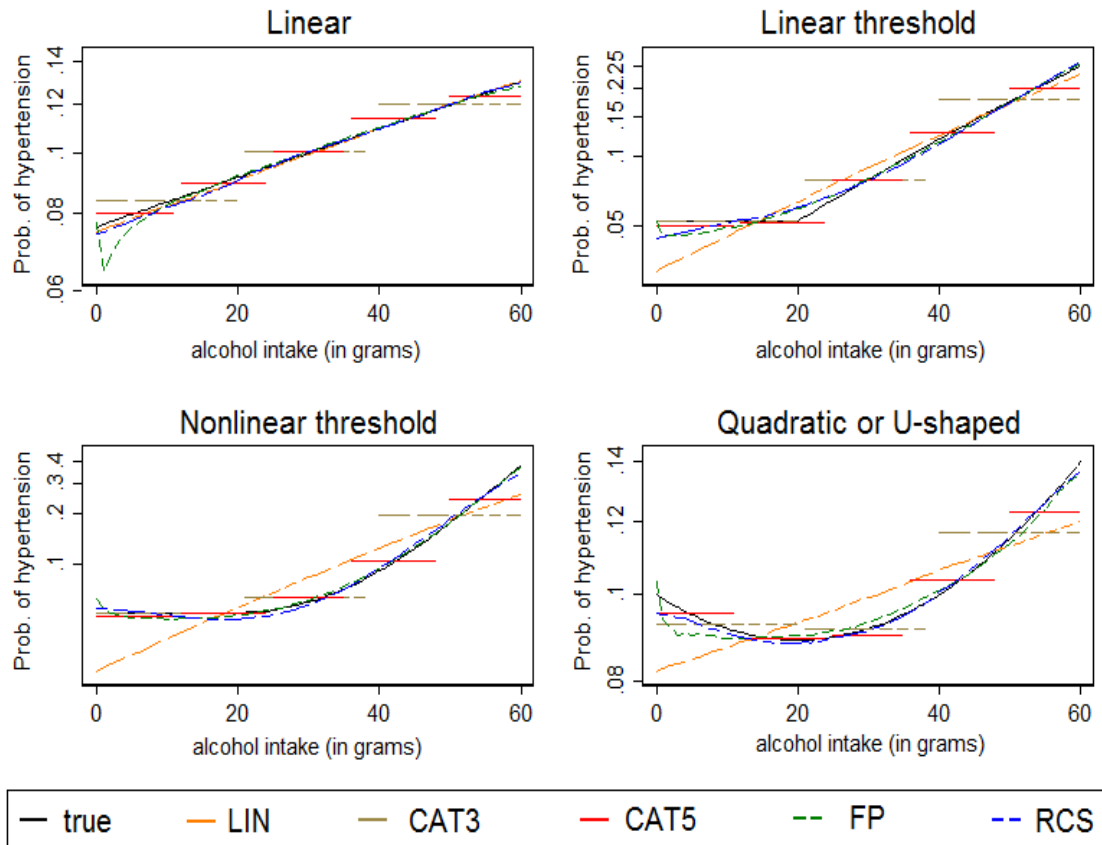 Linear
Prob. of hypertension
.14
.12
.1
.08
.06
0 20 40 60
alcohol intake (in grams)
Linear threshold
Prob. of hypertension
.25
.2
.15
.1
.05
0 20 40 60
alcohol intake (in grams)
Nonlinear threshold
Prob. of hypertension
.4
.3
.2
.1
0 20 40 60
alcohol intake (in grams)
Quadratic or U-shaped
Prob. of hypertension
.14
.12
.1
.08
0 20 40 60
alcohol intake (in grams)
true LIN CAT3 CAT5 FP RCS